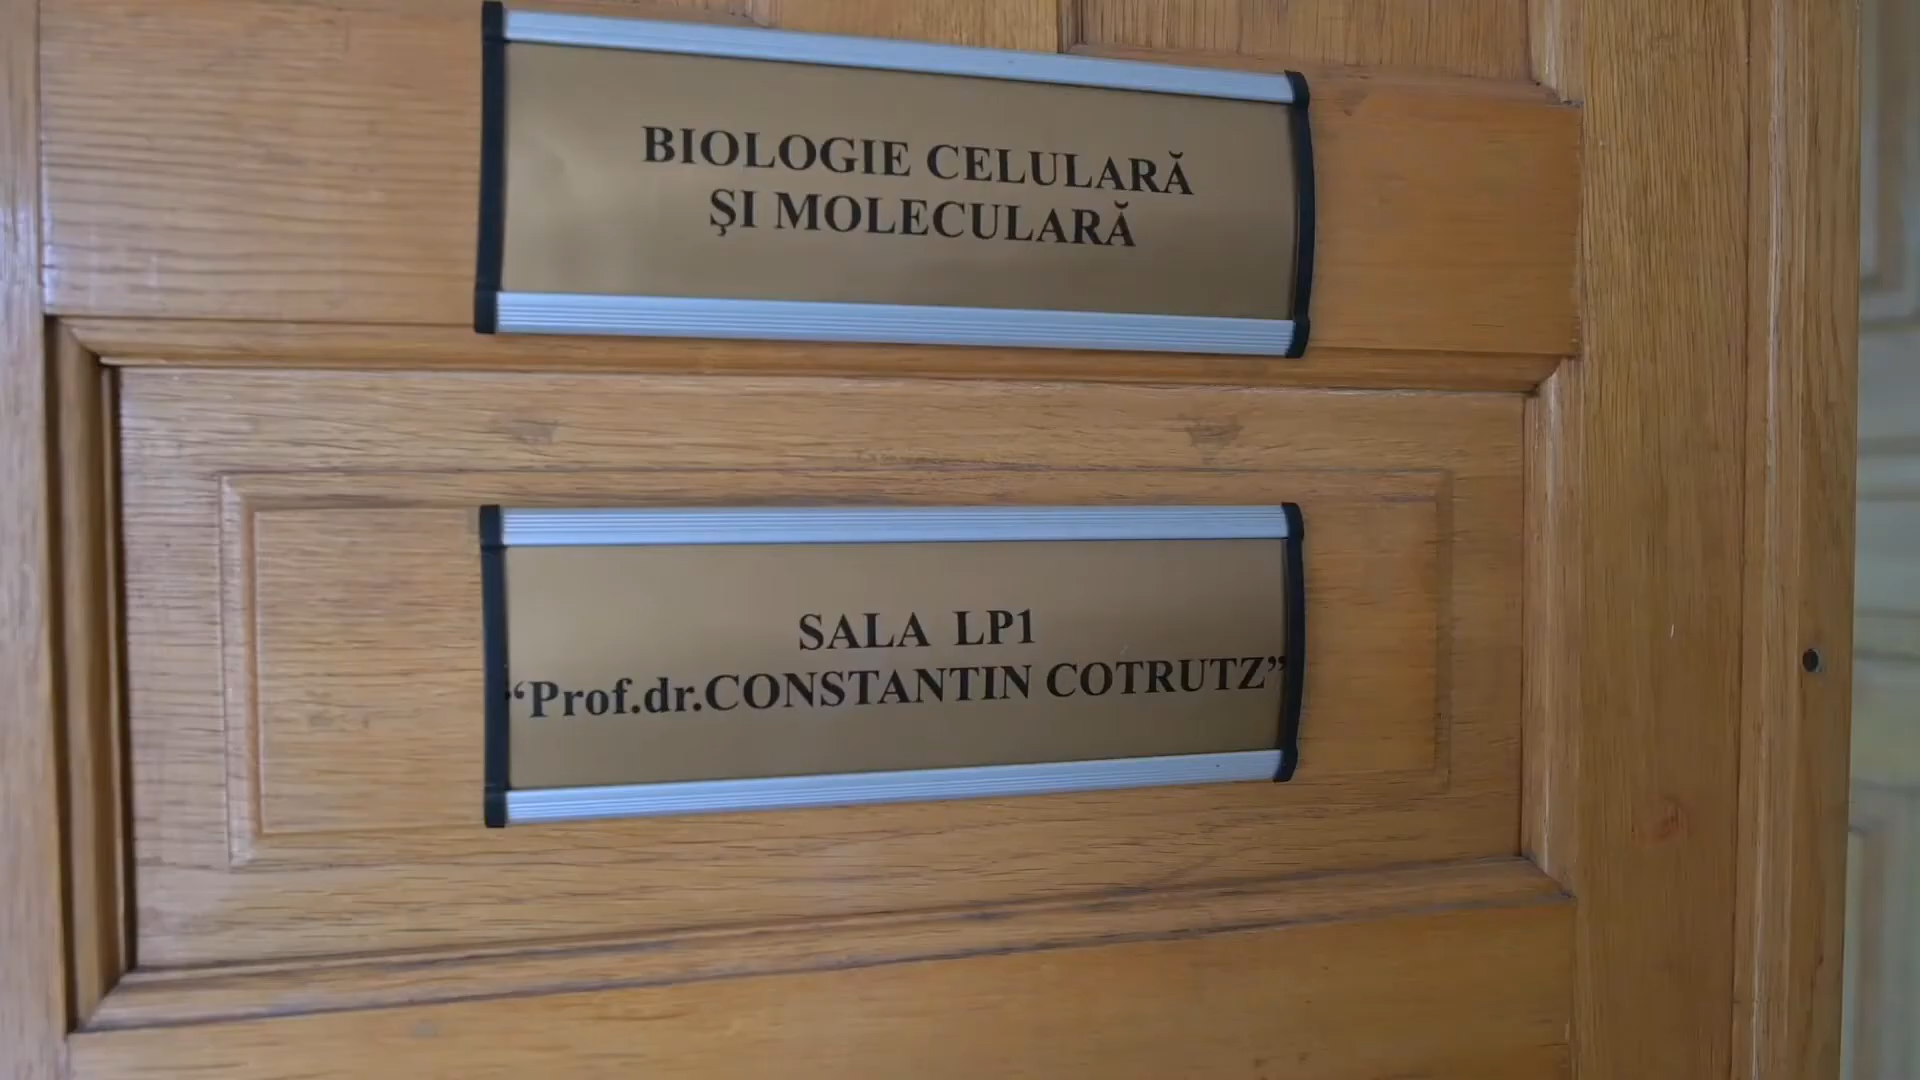 BIOLOGIE CELULARĂ
ŞI MOLECULARĂ
SALA LP1
“Prof.dr.CONSTANTIN COTRUTZ”